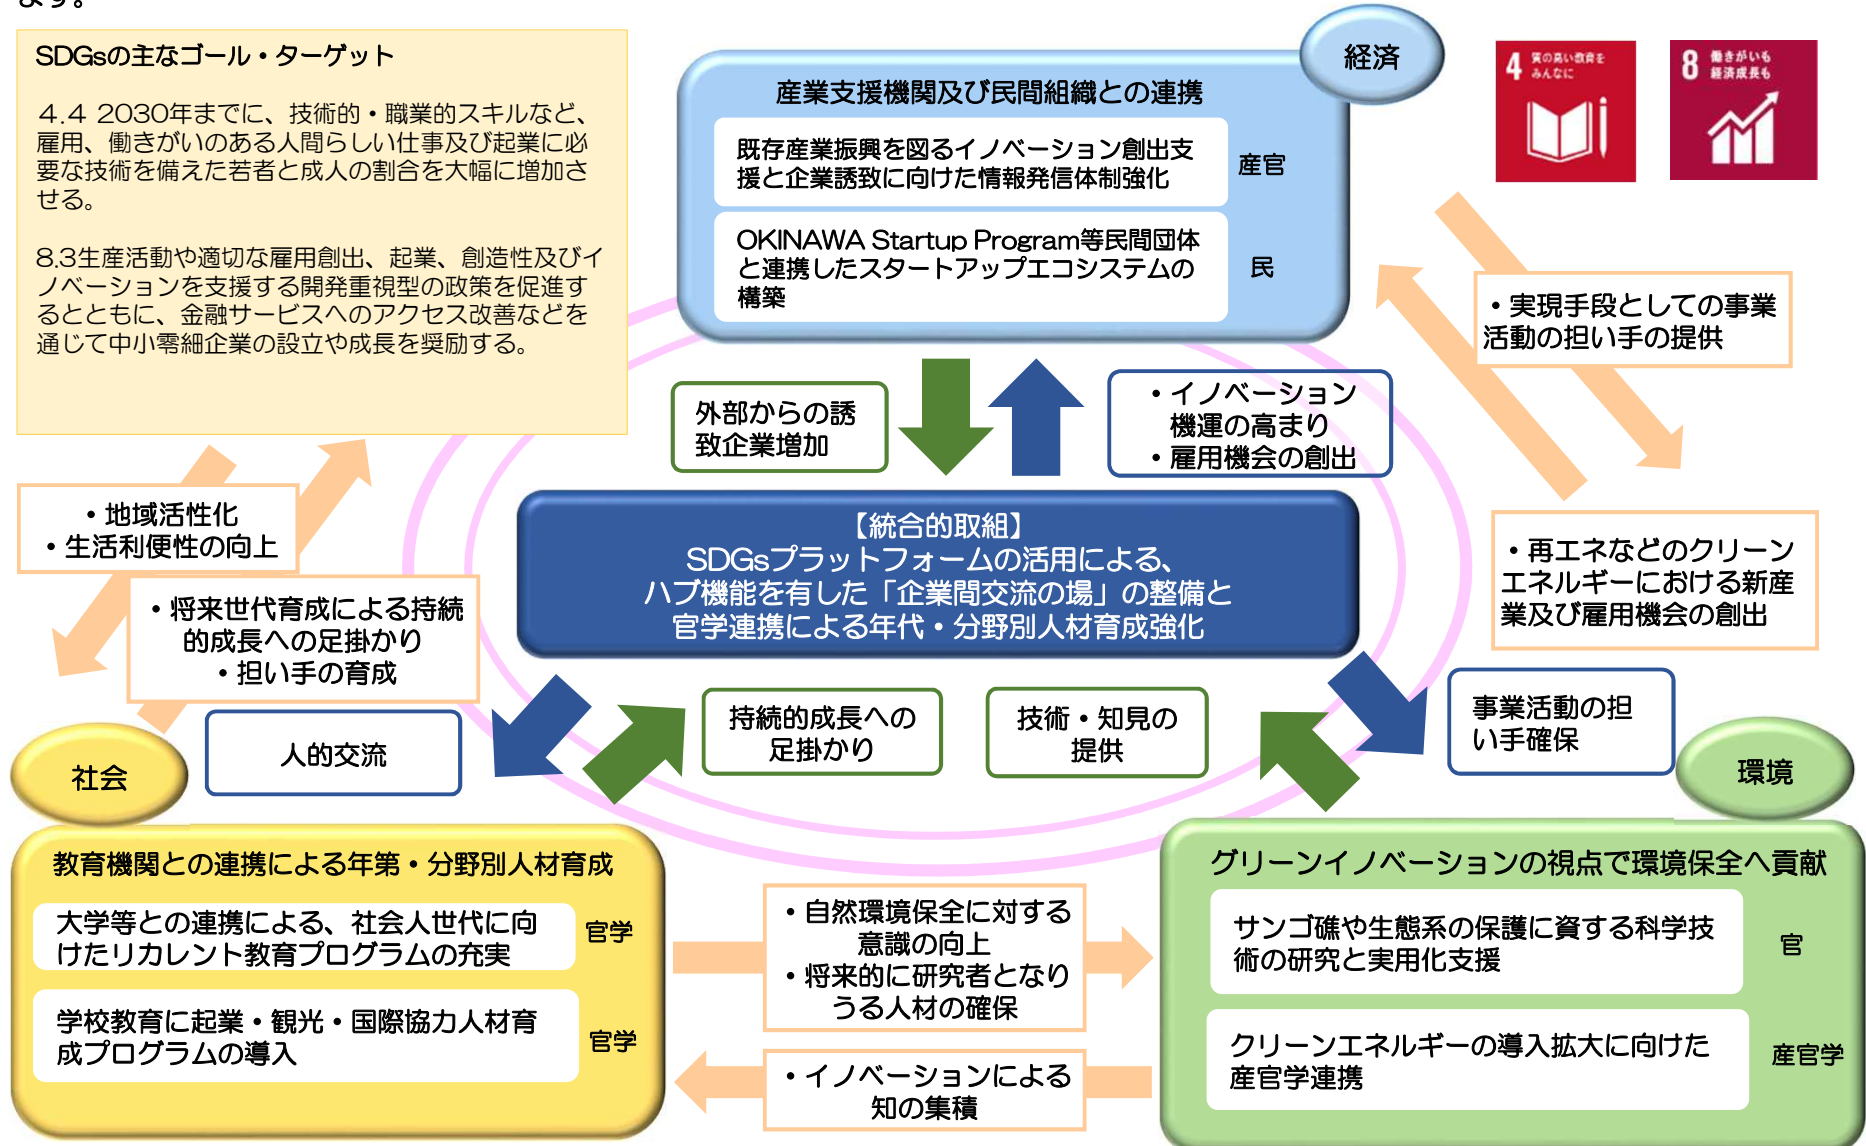 ます。
SDGsの主なゴール・ターゲット
4.4 2030年までに、技術的・職業的スキルなど、
雇用、働きがいのある人間らしい仕事及び起業に必
要な技術を備えた若者と成人の割合を大幅に増加さ
せる。
8.3生産活動や適切な雇用創出、起業、創造性及びイ
ノベーションを支援する開発重視型の政策を促進す
るとともに、金融サービスへのアクセス改善などを
通じて中小零細企業の設立や成長を奨励する。
経済
産業支援機関及び民間組織との連携
既存産業振興を図るイノベーション創出支
援と企業誘致に向けた情報発信体制強化
産官
OKINAWA Startup Program等民間団体
と連携したスタートアップエコシステムの
構築
民
4 質の高い教育を
みんなに
8 働きがいも
経済成長も
・実現手段としての事業
活動の担い手の提供
外部からの誘
致企業増加
・イノベーション
機運の高まり
・雇用機会の創出
・地域活性化
・生活利便性の向上
【統合的取組】
SDGsプラットフォームの活用による、
ハブ機能を有した「企業間交流の場」の整備と
官学連携による年代・分野別人材育成強化
・再エネなどのクリーン
エネルギーにおける新産
業及び雇用機会の創出
・将来世代育成による持続
的成長への足掛かり
・担い手の育成
人的交流
持続的成長への
足掛かり
技術・知見の
提供
事業活動の担
い手確保
社会
環境
教育機関との連携による年第・分野別人材育成
大学等との連携による、社会人世代に向
けたリカレント教育プログラムの充実
官学
学校教育に起業・観光・国際協力人材育
成プログラムの導入
官学
・自然環境保全に対する
意識の向上
・将来的に研究者となり
うる人材の確保
・イノベーションによる
知の集積
グリーンイノベーションの視点で環境保全へ貢献
サンゴ礁や生態系の保護に資する科学技
術の研究と実用化支援
官
クリーンエネルギーの導入拡大に向けた
産官学連携
産官学